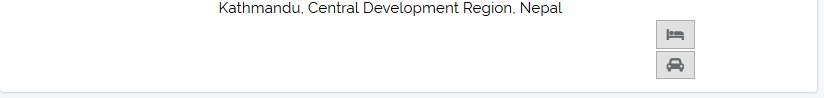 Kathmandu, Central Development Region, Nepal